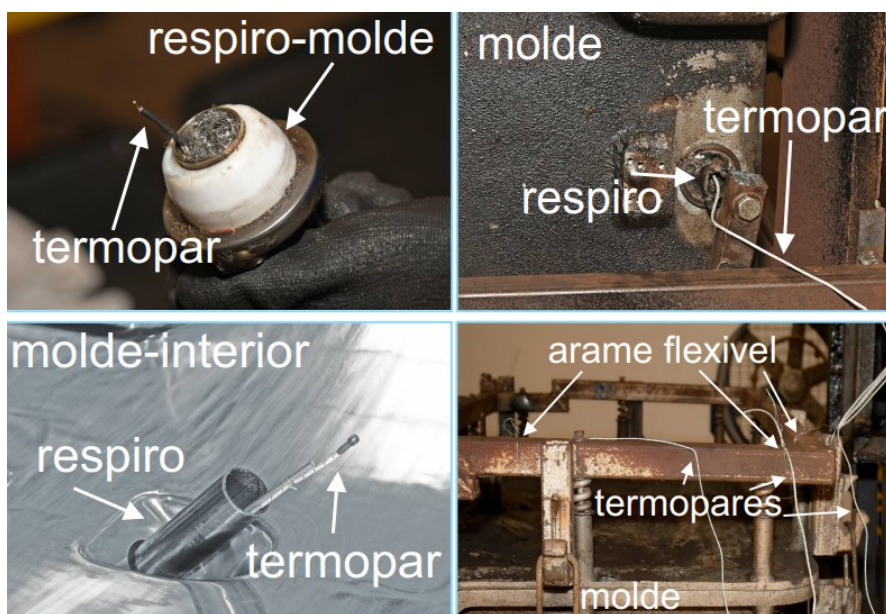 respiro-molde
termopar
molde
termopar
respiro
molde-interior
respiro
termopar
arame flexivel
termopares
molde